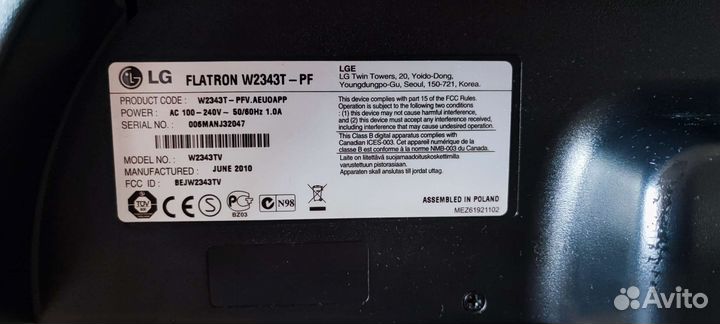 LG FLATRON W2343T-PF
PRODUCT CODE : W2343T-PFV.AEU0APP
POWER : AC 100-240V ~ 50/60Hz 1.0A
SERIAL NO. : 006MANJ32047
MODEL NO. : W2343TV
MANUFACTURED : JUNE 2010
FCC ID : BEJW2343TV
TÜV
CE
S
PG
BZ03
N98
LGE
LG Twin Towers, 20, Yoido-Dong,
Youngdungpo-Gu, Seoul, 150-721, Korea.
This device complies with part 15 of the FCC Rules.
Operation is subject to the following two conditions
: (1) this device may not cause harmful interference,
and (2) this device must accept any interference received,
including interference that may cause undesired operation.
This Class B digital apparatus complies with
Canadian ICES-003. Cet appareil numérique de la
classe B est conforme à la norme NMB-003 du Canada.
Laite on liitettävä suojamaadoituskoskettimilla
varustettuun pistorasiaan.
Apparaten skall anslutas till jordat uttag.
ASSEMBLED IN POLAND
MEZ61921102
Avito